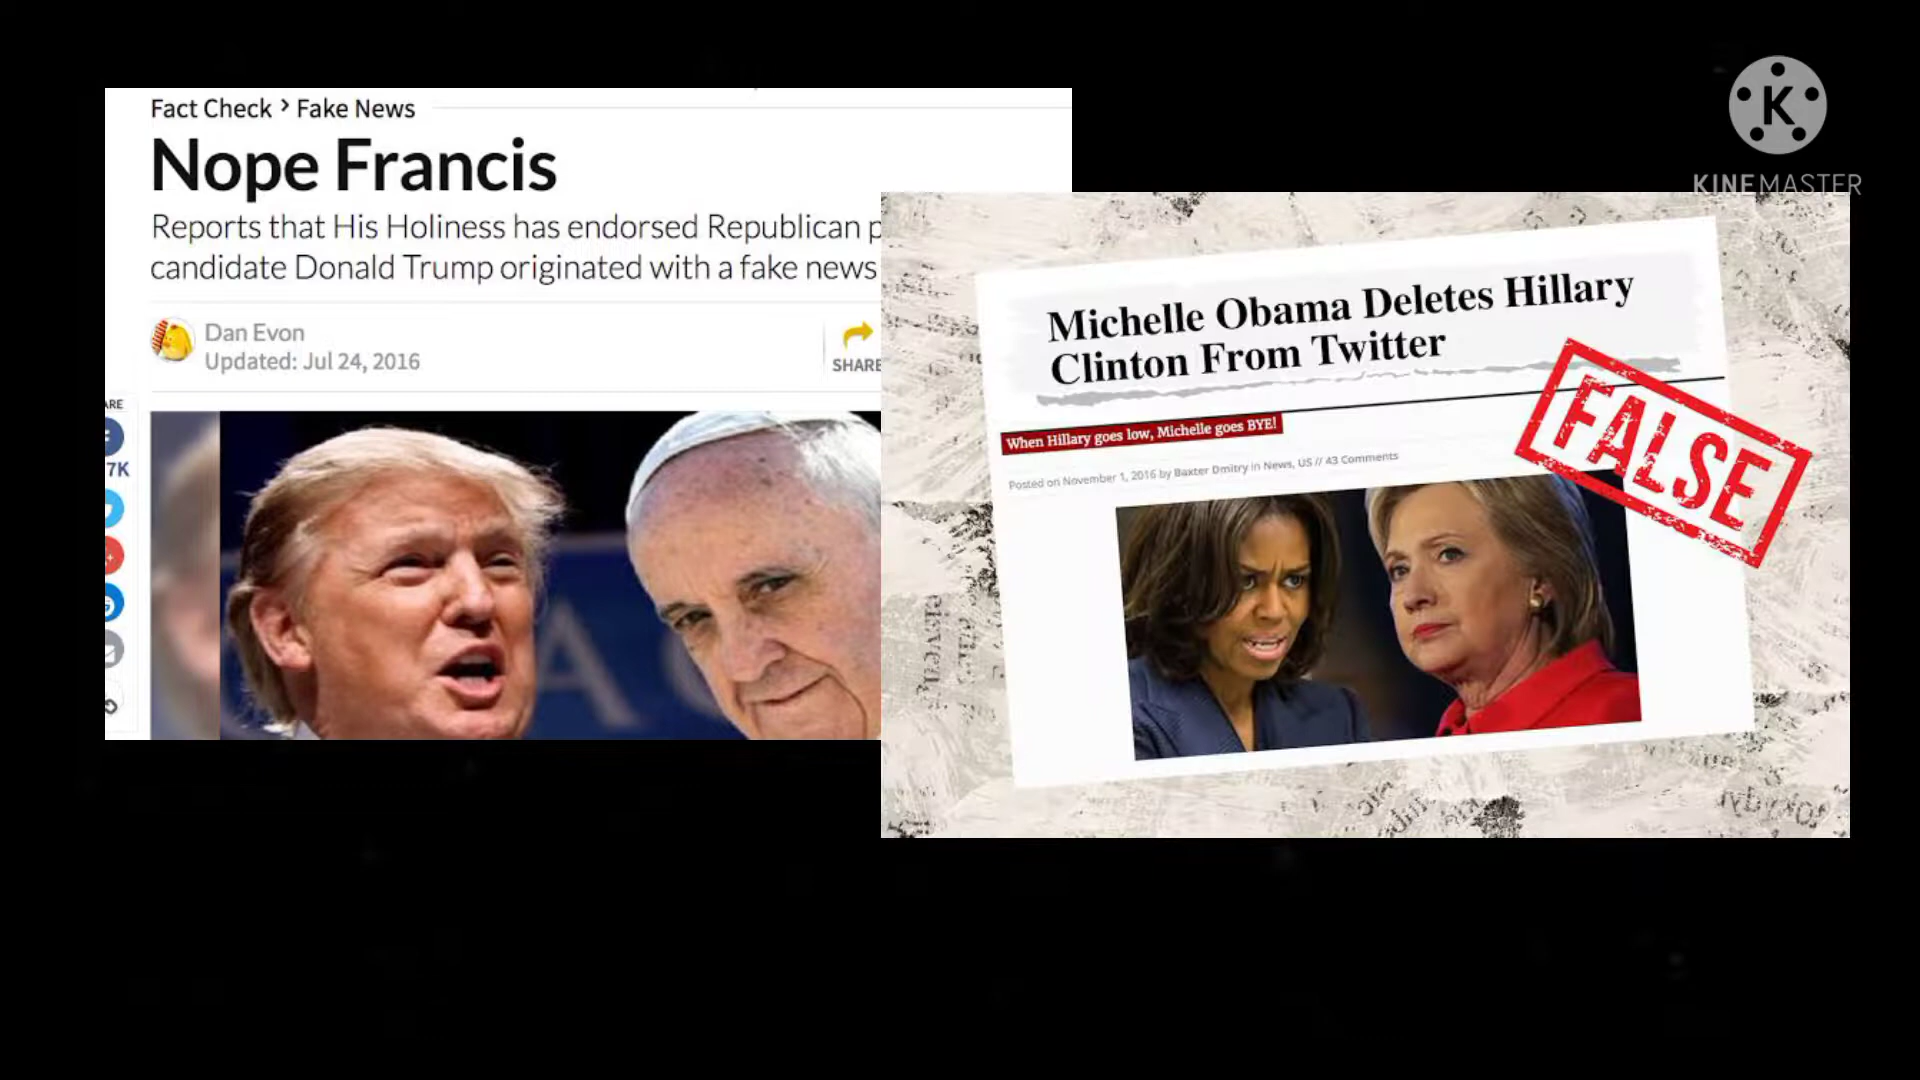 Fact Check > Fake News
Nope Francis
Reports that His Holiness has endorsed Republican p
candidate Donald Trump originated with a fake news
Dan Evon
Updated: Jul 24, 2016
SHARE
ARE
7K
K
KINEMASTER
Michelle Obama Deletes Hillary
Clinton From Twitter
When Hillary goes low, Michelle goes BYE!
Posted on November 1, 2016 by Baxter Dmitry in News, US // 43 Comments
FALSE
A